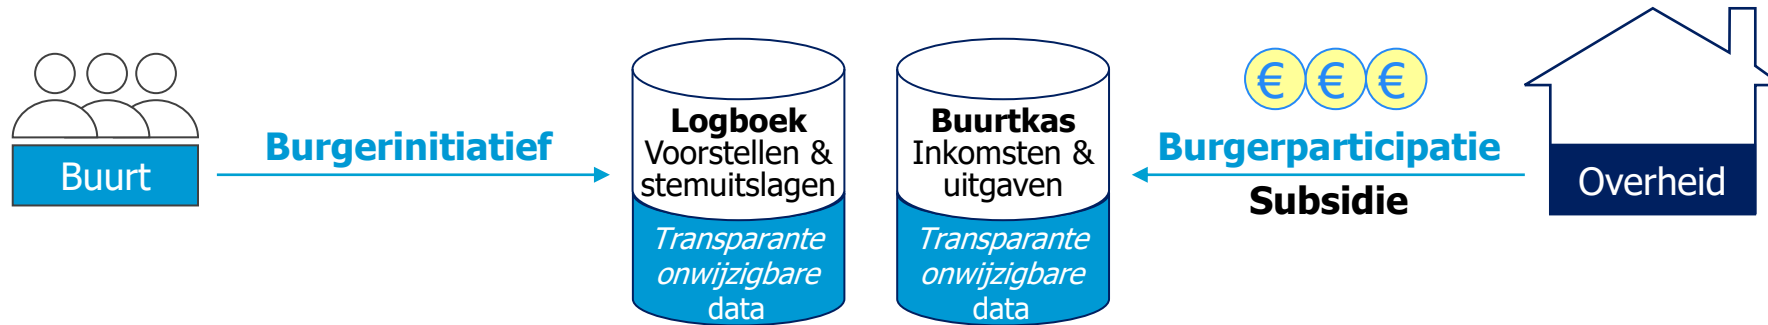 Buurt
Burgerinitiatief
Logboek
Voorstellen &
stemuitslagen
Transparante
onwijzigbare
data
Buurtkas
Inkomsten &
uitgaven
Transparante
onwijzigbare
data
€ € €
Burgerparticipatie
Subsidie
Overheid